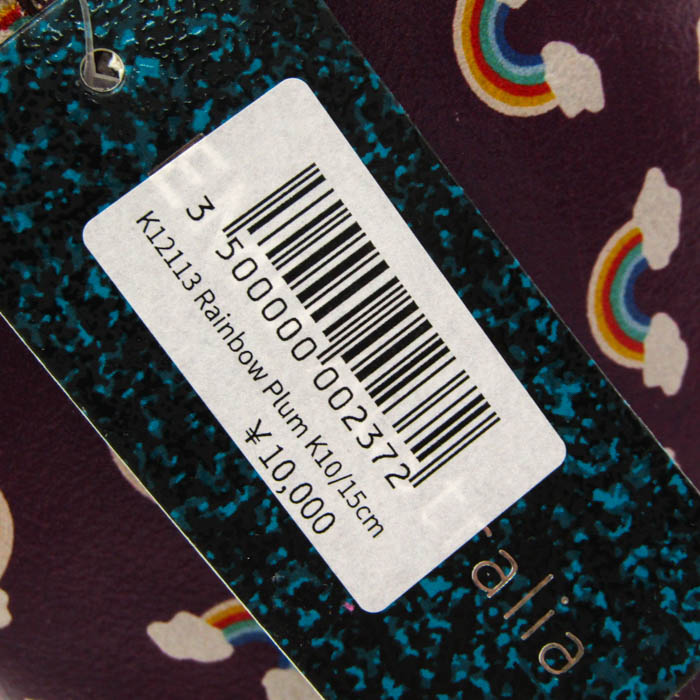 3 500000 002372
K12113 Rainbow Plum K10/15cm
￥10,000
alia